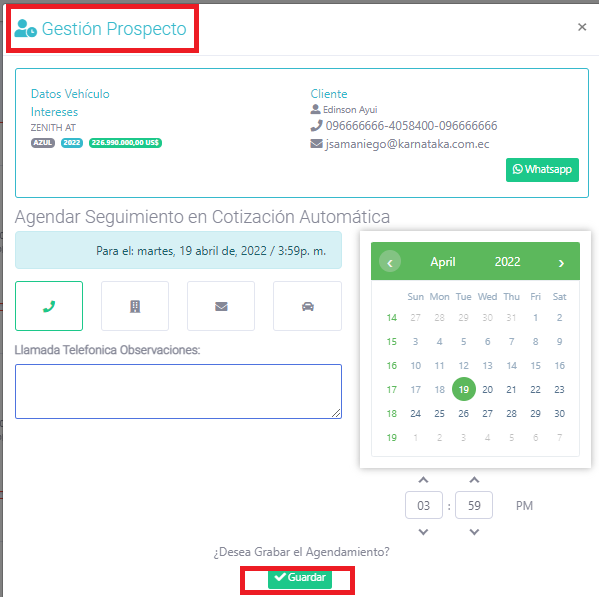 Gestión Prospecto
×
Datos Vehículo
Intereses
ZENITH AT
AZUL 2022 226.990.000,00 US$
Cliente
Edinson Ayui
096666666-4058400-096666666
jsamaniego@karnataka.com.ec
Whatsapp
Agendar Seguimiento en Cotización Automática
Para el: martes, 19 abril de, 2022 / 3:59p. m.
Llamada Telefonica Observaciones:
‹ April 2022 ›
Sun Mon Tue Wed Thu Fri Sat
14 27 28 29 30 31 1 2
15 3 4 5 6 7 8 9
16 10 11 12 13 14 15 16
17 17 18 19 20 21 22 23
18 24 25 26 27 28 29 30
19 1 2 3 4 5 6 7
03 : 59 PM
¿Desea Grabar el Agendamiento?
Guardar